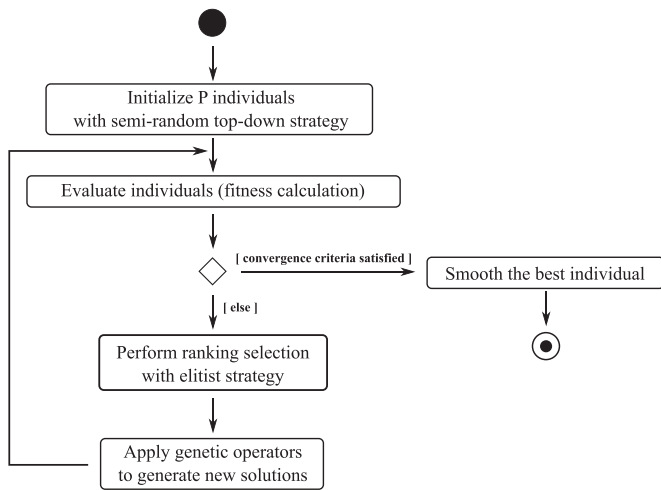 Initialize P individuals
with semi-random top-down strategy
Evaluate individuals (fitness calculation)
[ convergence criteria satisfied ]
Smooth the best individual
[ else ]
Perform ranking selection
with elitist strategy
Apply genetic operators
to generate new solutions